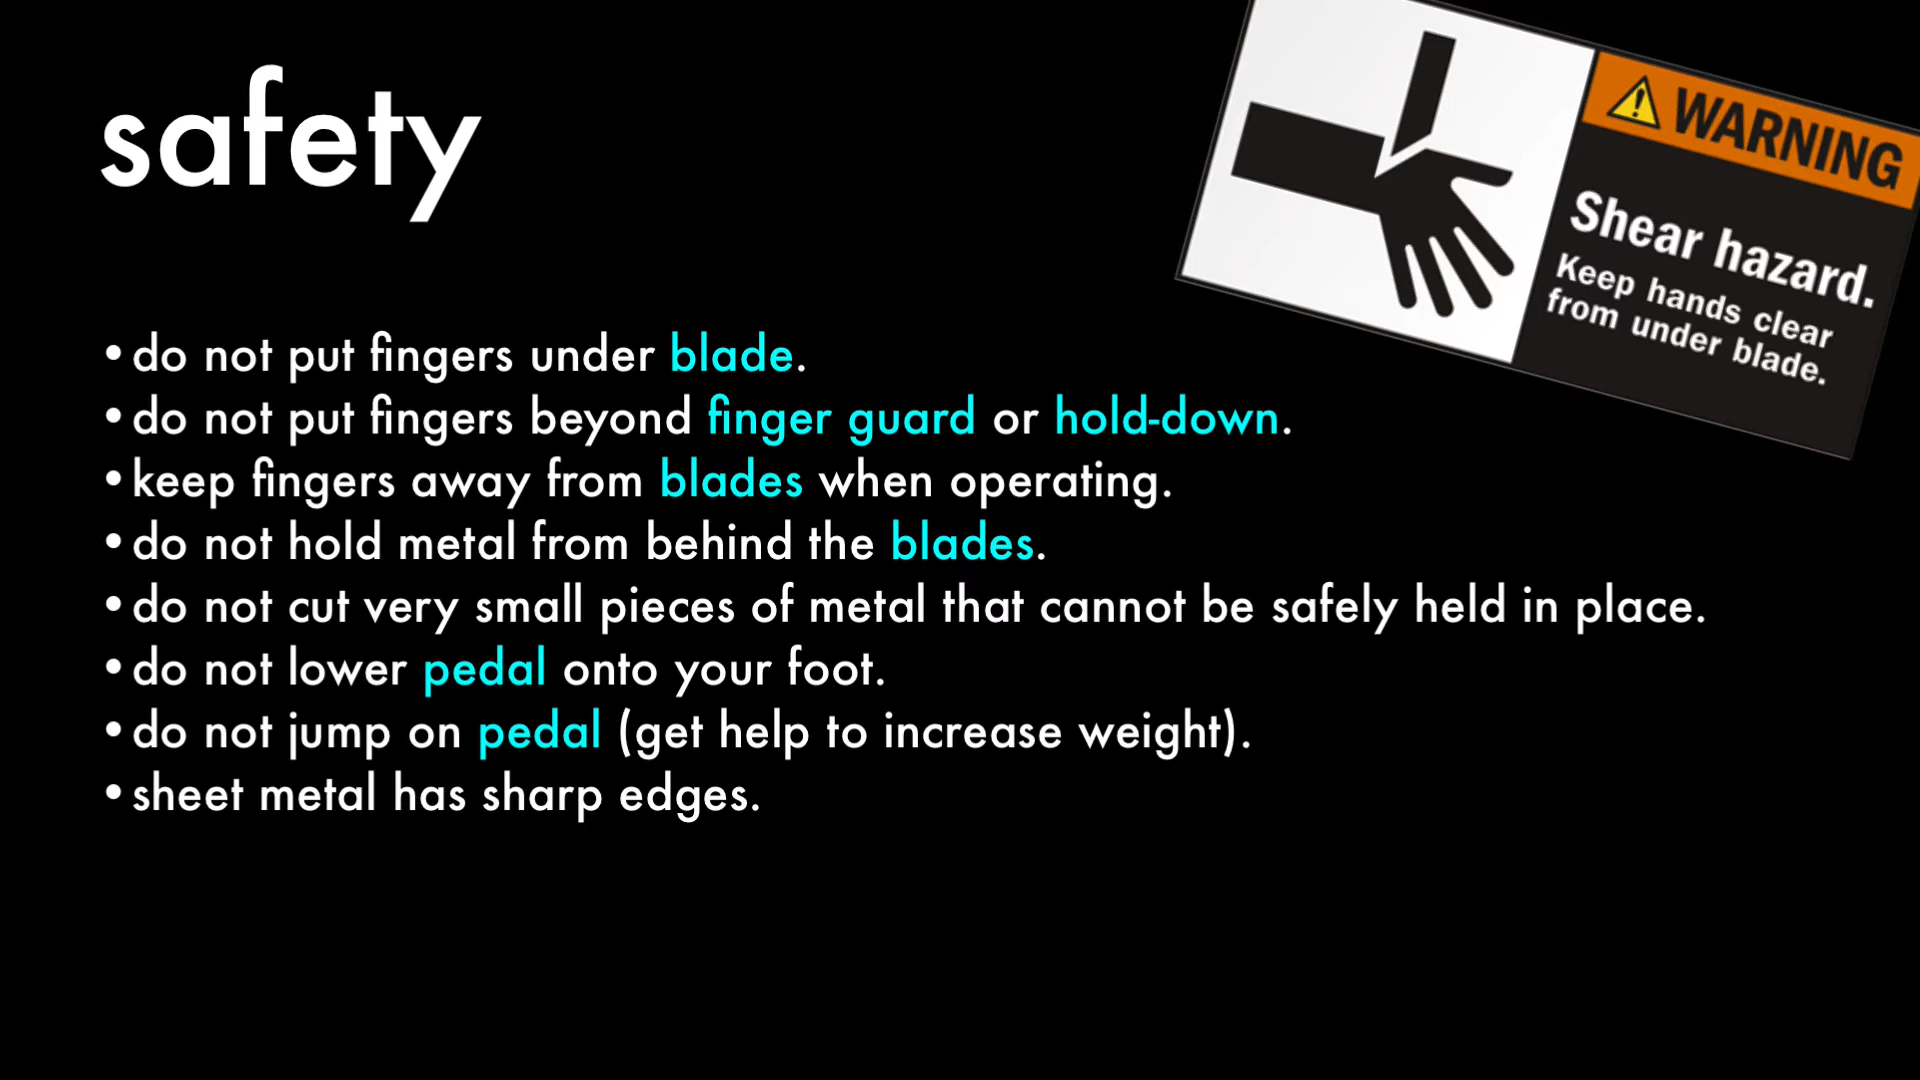 safety
WARNING
Shear hazard.
Keep hands clear
from under blade.
•do not put fingers under blade.
•do not put fingers beyond finger guard or hold-down.
•keep fingers away from blades when operating.
•do not hold metal from behind the blades.
•do not cut very small pieces of metal that cannot be safely held in place.
•do not lower pedal onto your foot.
•do not jump on pedal (get help to increase weight).
•sheet metal has sharp edges.